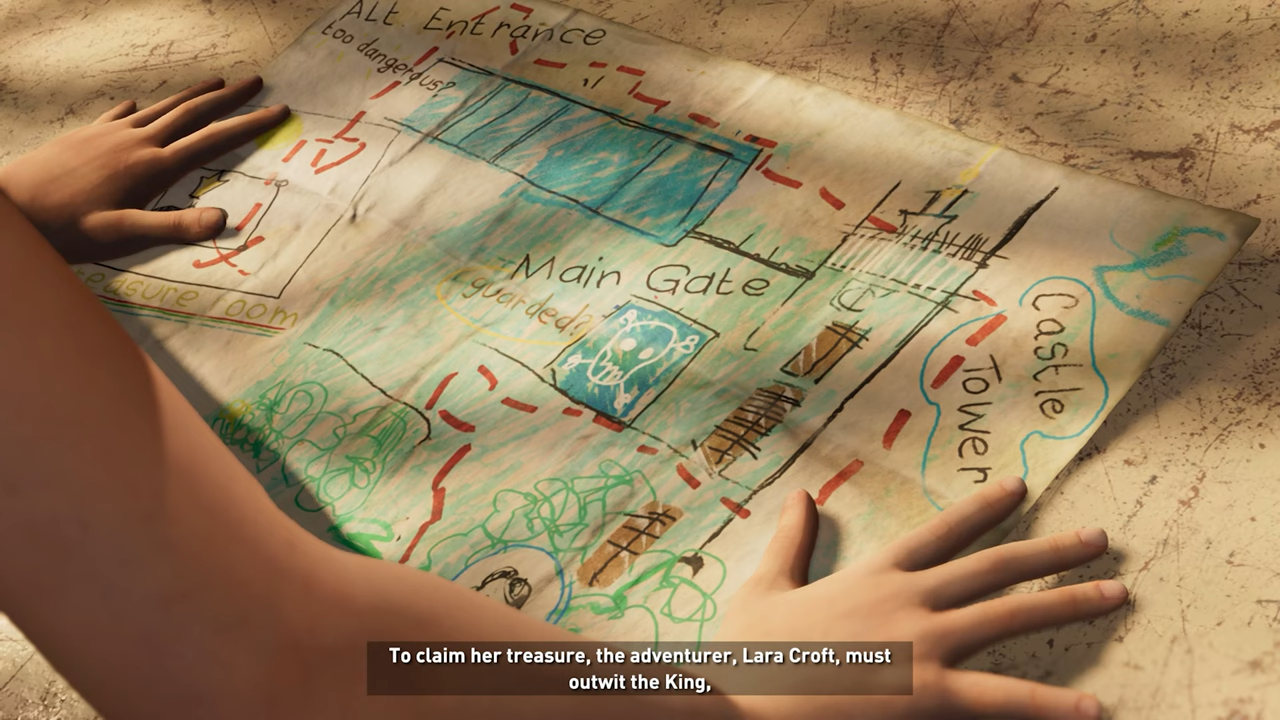 ALt. Entrance
too dangerous?
Main Gate
guarded?
Castle
Tower
room
To claim her treasure, the adventurer, Lara Croft, must
outwit the King,